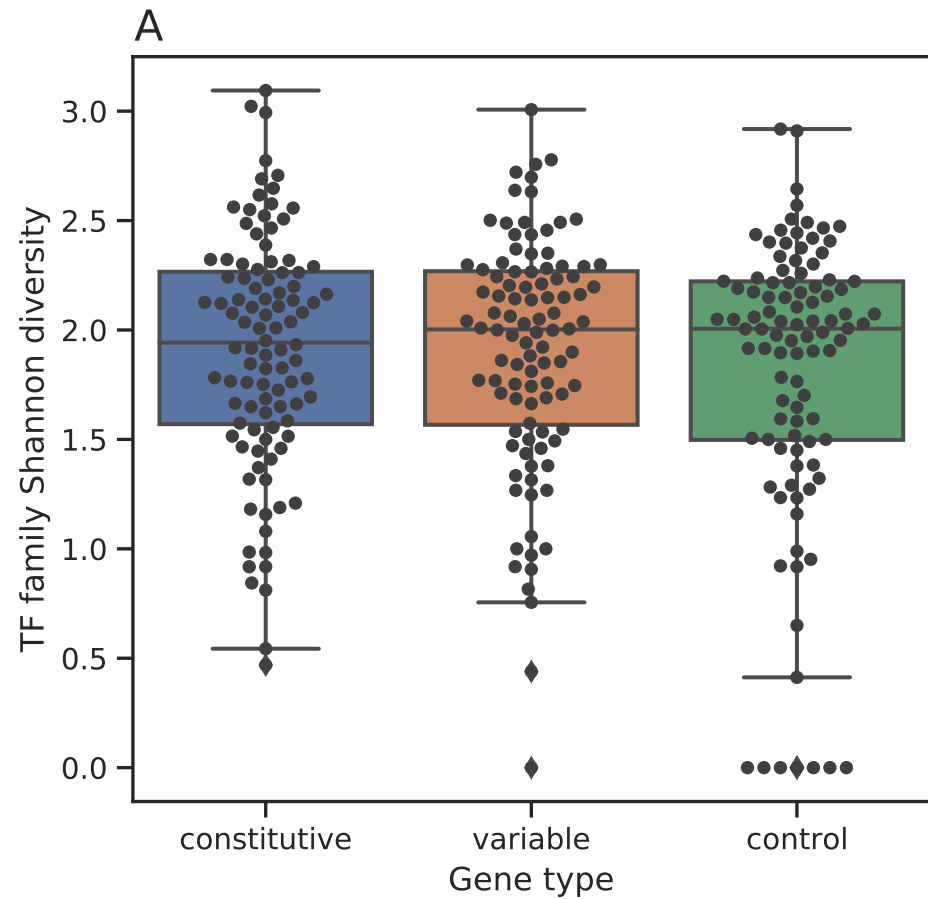 A
3.0
2.5
2.0
1.5
1.0
0.5
0.0
TF family Shannon diversity
constitutive
variable
control
Gene type